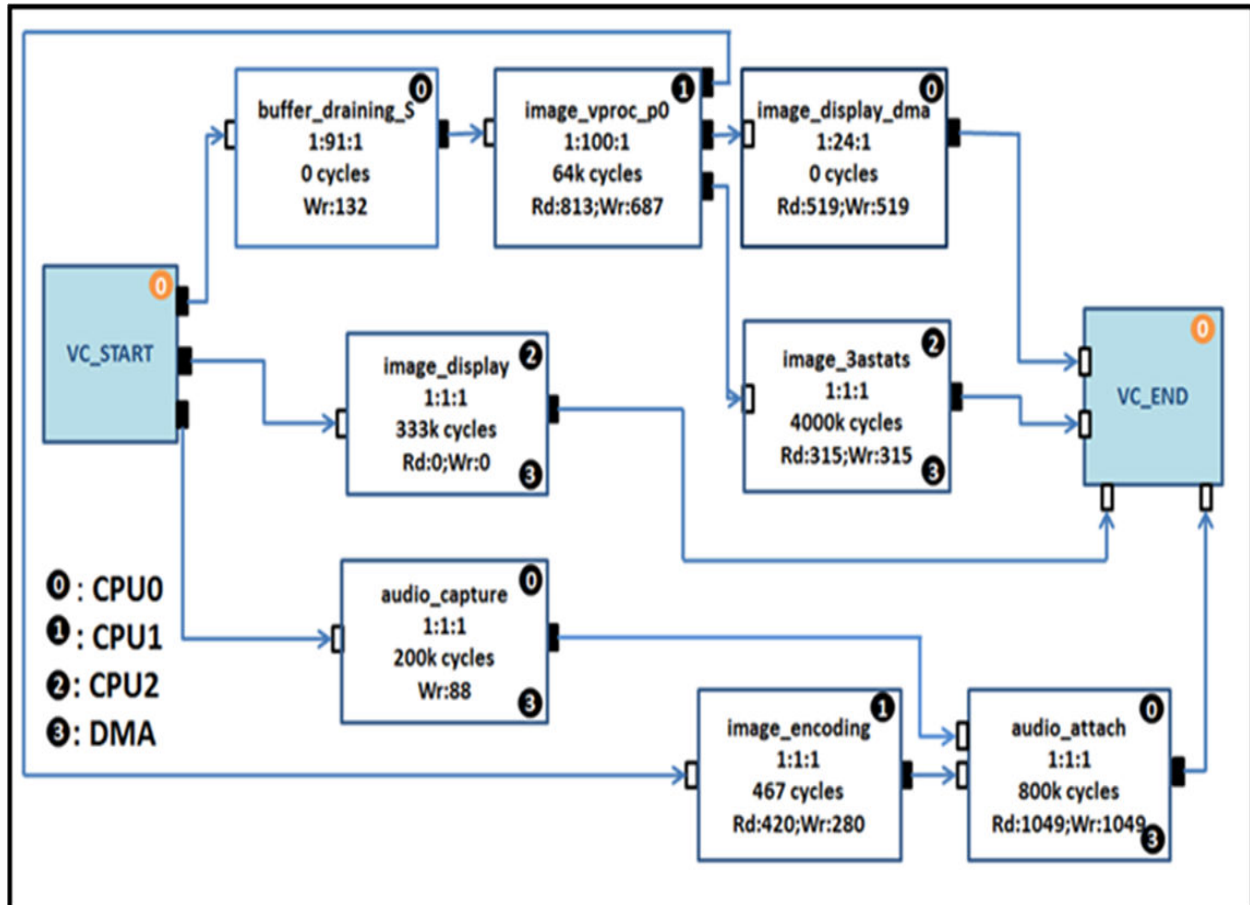 0
buffer_draining_S
1:91:1
0 cycles
Wr:132
1
image_vproc_p0
1:100:1
64k cycles
Rd:813;Wr:687
0
image_display_dma
1:24:1
0 cycles
Rd:519;Wr:519
0
VC_START
2
image_display
1:1:1
333k cycles
Rd:0;Wr:0
3
2
image_3astats
1:1:1
4000k cycles
Rd:315;Wr:315
3
0
VC_END
0
audio_capture
1:1:1
200k cycles
Wr:88
3
0 : CPU0
1 : CPU1
2: CPU2
3: DMA
1
image_encoding
1:1:1
467 cycles
Rd:420;Wr:280
0
audio_attach
1:1:1
800k cycles
Rd:1049;Wr:1049
3